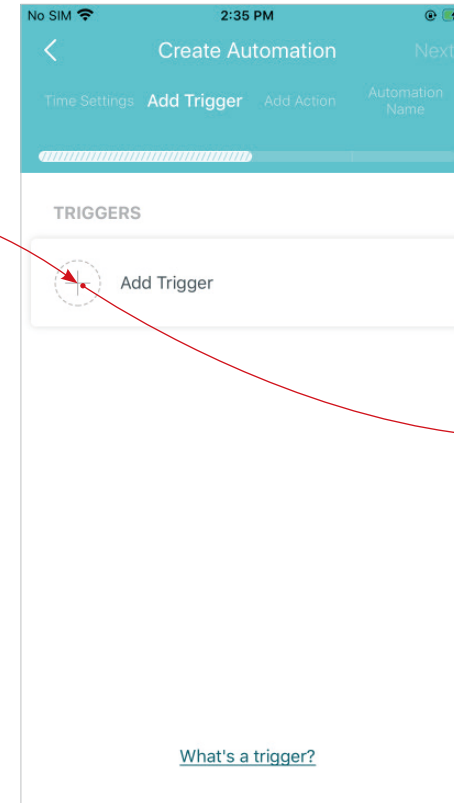 No SIM 2:35 PM
Create Automation Next
Time Settings Add Trigger Add Action Automation Name
TRIGGERS
Add Trigger
What's a trigger?